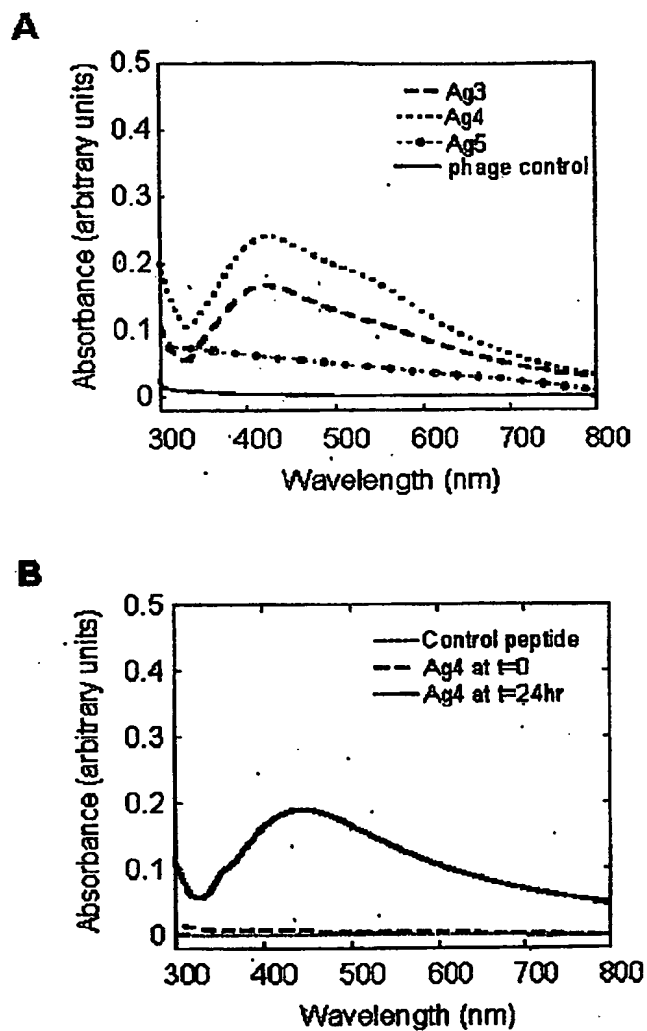 A
Absorbance (arbitrary units)
0.5
0.4
0.3
0.2
0.1
0
Ag3
Ag4
Ag5
phage control
300 400 500 600 700 800
Wavelength (nm)
B
Absorbance (arbitrary units)
0.5
0.4
0.3
0.2
0.1
0
Control peptide
Ag4 at t=0
Ag4 at t=24hr
300 400 500 600 700 800
Wavelength (nm)